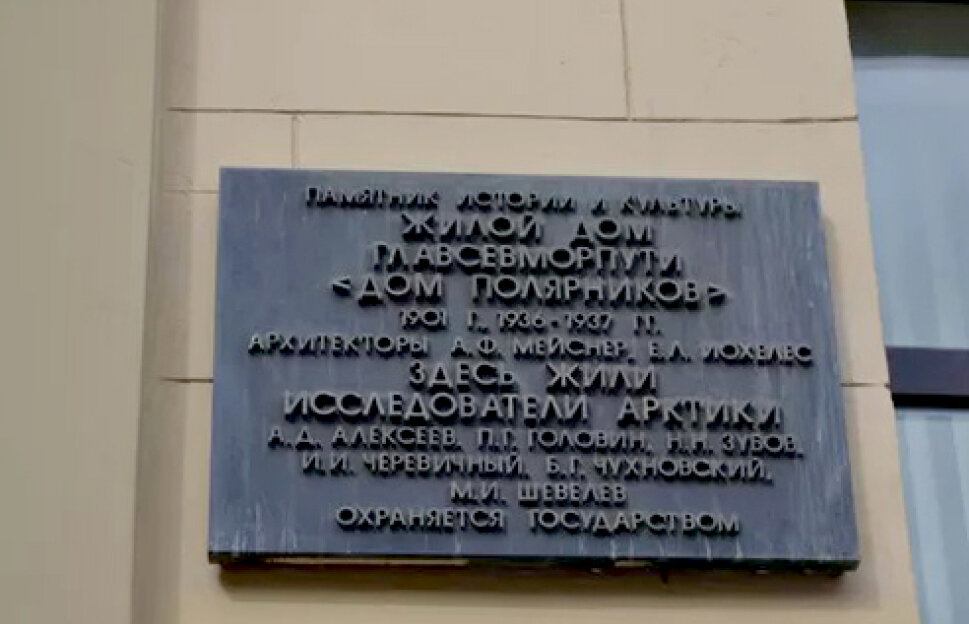 ПАМЯТНИК ИСТОРИИ И КУЛЬТУРЫ
ЖИЛОЙ ДОМ
ГЛАВСЕВМОРПУТИ
<ДОМ ПОЛЯРНИКОВ>
1901 Г., 1936-1937 ГГ.
АРХИТЕКТОРЫ А.Ф. МЕЙСНЕР, Е.Л. ИОХЕЛЕС
ЗДЕСЬ ЖИЛИ
ИССЛЕДОВАТЕЛИ АРКТИКИ
А.Д. АЛЕКСЕЕВ, П.Г. ГОЛОВИН, Н.Н. ЗУБОВ,
И.И. ЧЕРЕВИЧНЫЙ, Б.Г. ЧУХНОВСКИЙ,
М.И. ШЕВЕЛЕВ
ОХРАНЯЕТСЯ ГОСУДАРСТВОМ